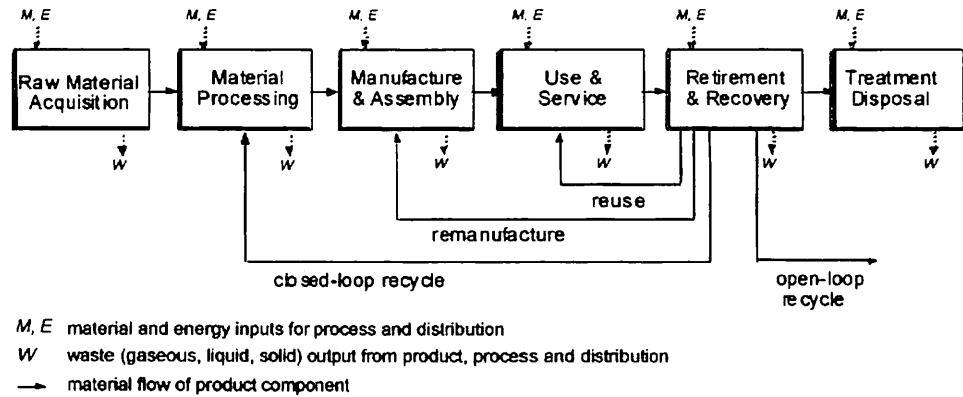 M, E
M, E
M, E
M, E
M, E
M, E
Raw Material
Acquisition
Material
Processing
Manufacture
& Assembly
Use &
Service
Retirement
& Recovery
Treatment
Disposal
W
W
W
W
W
W
reuse
remanufacture
closed-loop recycle
open-loop
recycle
M, E material and energy inputs for process and distribution
W waste (gaseous, liquid, solid) output from product, process and distribution
→ material flow of product component